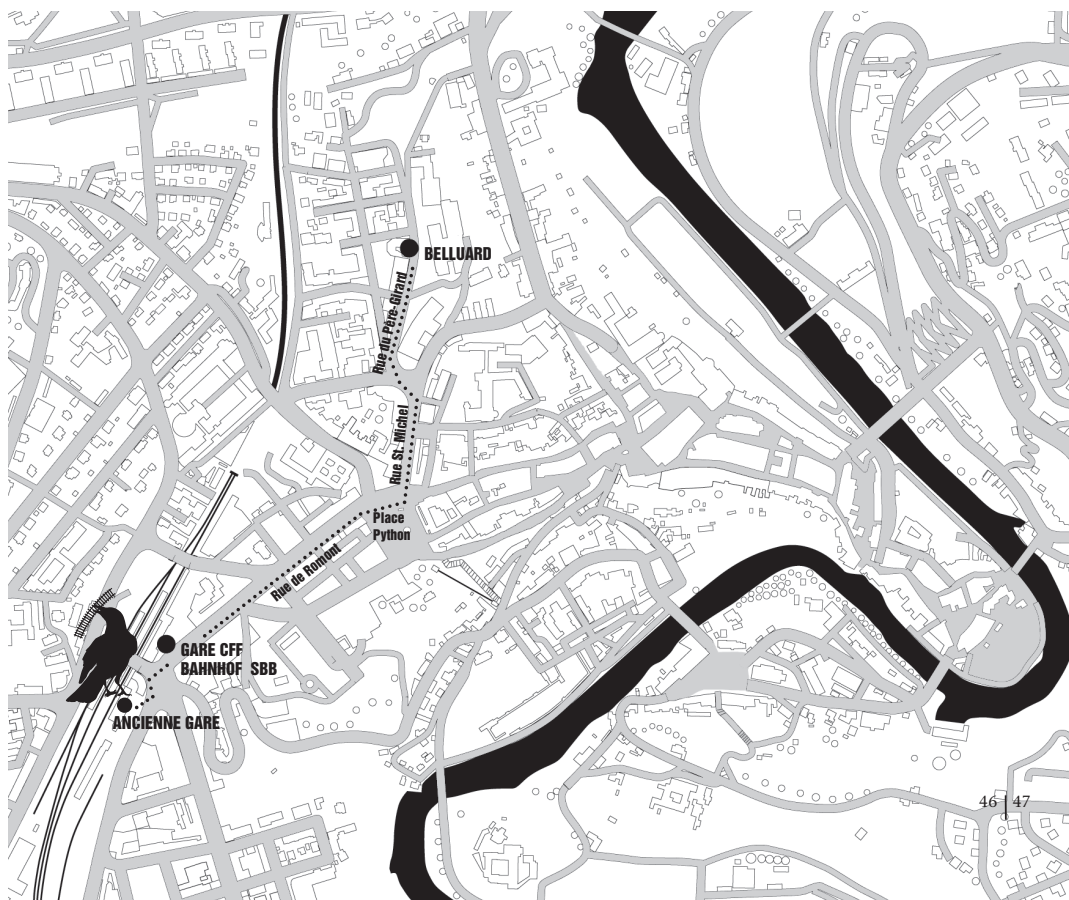 BELLUARD
Rue du Père-Girard
Rue St. Michel
Place
Python
Rue de Romont
GARE CFF
BAHNHOF SBB
ANCIENNE GARE
46 | 47